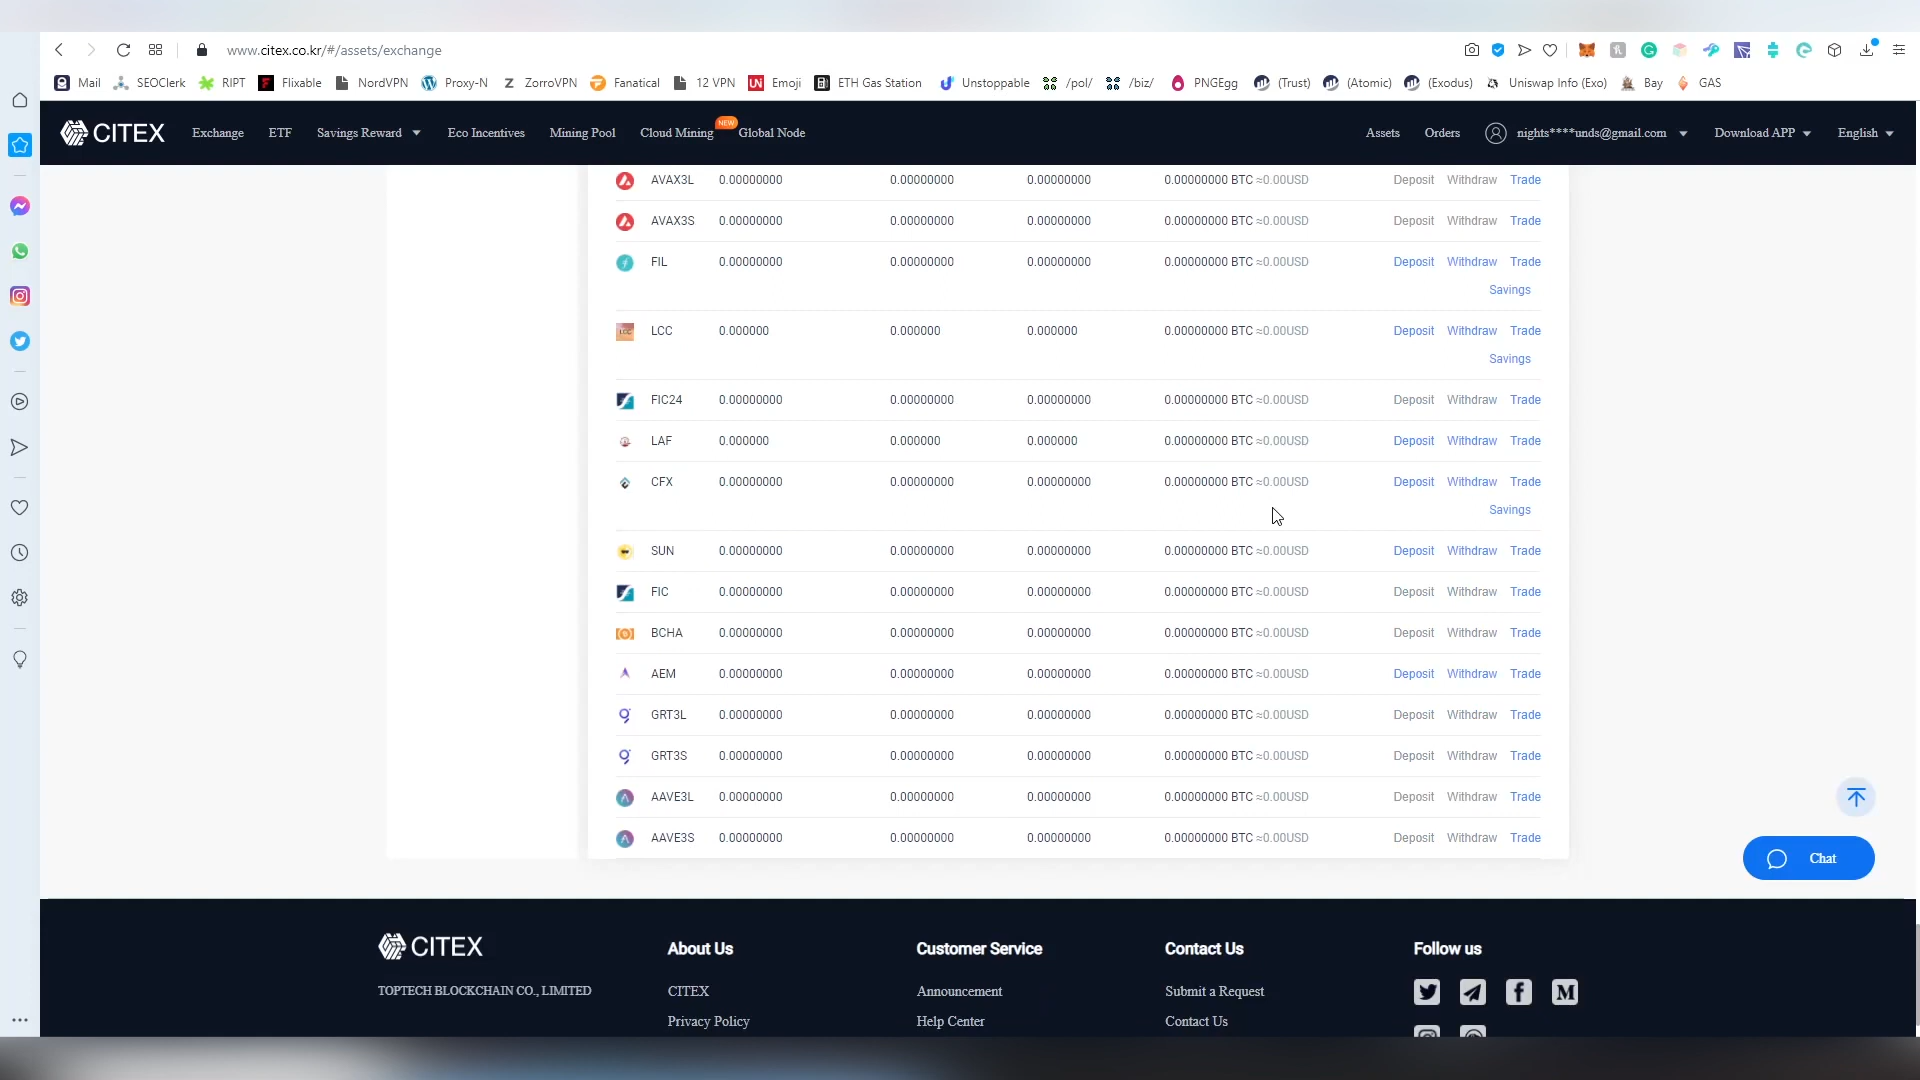 www.citex.co.kr/#/assets/exchange
Mail SEOClerk RIPT Flixable NordVPN Proxy-N ZorroVPN Fanatical 12 VPN Emoji ETH Gas Station Unstoppable /pol/ /biz/ PNGEgg (Trust) (Atomic) (Exodus) Uniswap Info (Exo) Bay GAS
CITEX Exchange ETF Savings Reward Eco Incentives Mining Pool Cloud Mining NEW Global Node Assets Orders nights****unds@gmail.com Download APP English
AVAX3L 0.00000000 0.00000000 0.00000000 0.00000000 BTC ≈0.00USD Deposit Withdraw Trade
AVAX3S 0.00000000 0.00000000 0.00000000 0.00000000 BTC ≈0.00USD Deposit Withdraw Trade
FIL 0.00000000 0.00000000 0.00000000 0.00000000 BTC ≈0.00USD Deposit Withdraw Trade
Savings
LCC 0.000000 0.000000 0.000000 0.00000000 BTC ≈0.00USD Deposit Withdraw Trade
Savings
FIC24 0.00000000 0.00000000 0.00000000 0.00000000 BTC ≈0.00USD Deposit Withdraw Trade
LAF 0.000000 0.000000 0.000000 0.00000000 BTC ≈0.00USD Deposit Withdraw Trade
CFX 0.00000000 0.00000000 0.00000000 0.00000000 BTC ≈0.00USD Deposit Withdraw Trade
Savings
SUN 0.00000000 0.00000000 0.00000000 0.00000000 BTC ≈0.00USD Deposit Withdraw Trade
FIC 0.00000000 0.00000000 0.00000000 0.00000000 BTC ≈0.00USD Deposit Withdraw Trade
BCHA 0.00000000 0.00000000 0.00000000 0.00000000 BTC ≈0.00USD Deposit Withdraw Trade
AEM 0.00000000 0.00000000 0.00000000 0.00000000 BTC ≈0.00USD Deposit Withdraw Trade
GRT3L 0.00000000 0.00000000 0.00000000 0.00000000 BTC ≈0.00USD Deposit Withdraw Trade
GRT3S 0.00000000 0.00000000 0.00000000 0.00000000 BTC ≈0.00USD Deposit Withdraw Trade
AAVE3L 0.00000000 0.00000000 0.00000000 0.00000000 BTC ≈0.00USD Deposit Withdraw Trade
AAVE3S 0.00000000 0.00000000 0.00000000 0.00000000 BTC ≈0.00USD Deposit Withdraw Trade
Chat
CITEX About Us Customer Service Contact Us Follow us
TOPTECH BLOCKCHAIN CO., LIMITED CITEX Announcement Submit a Request
Privacy Policy Help Center Contact Us